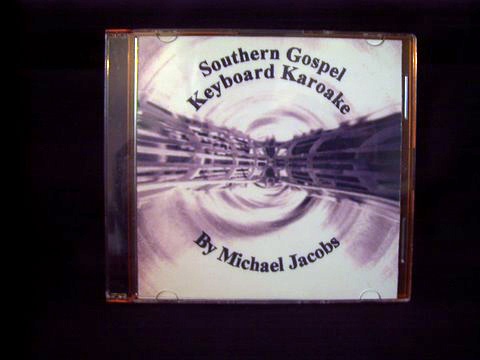 Southern Gospel
Keyboard Karoake
By Michael Jacobs